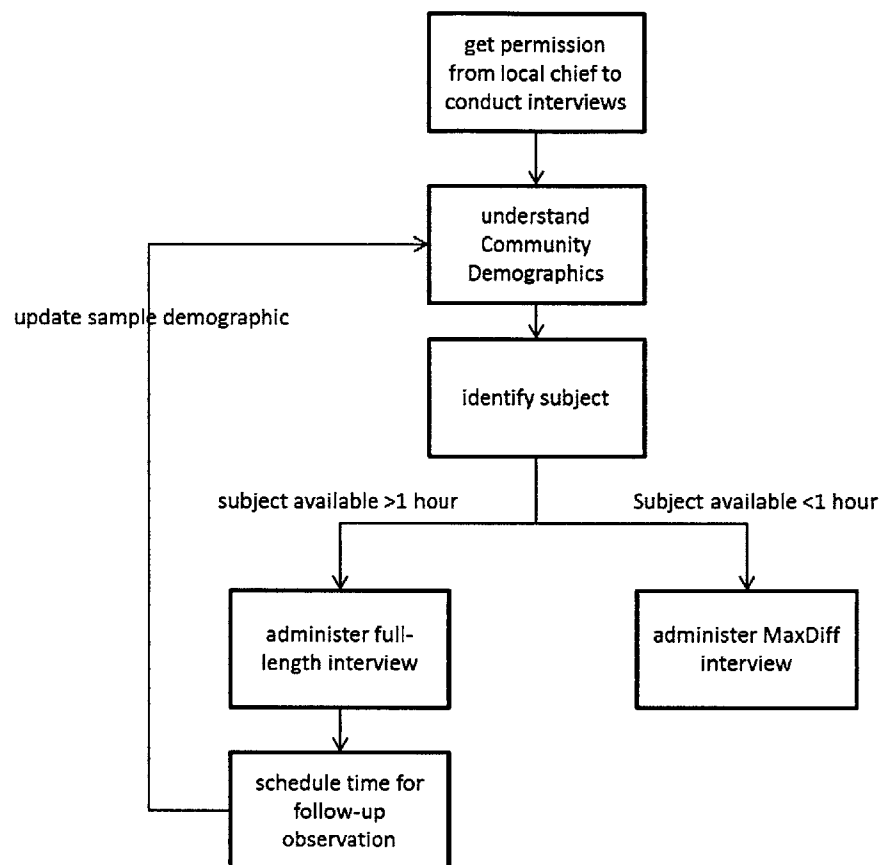 get permission
from local chief to
conduct interviews
understand
Community
Demographics
update sample demographic
identify subject
subject available >1 hour
Subject available <1 hour
administer full-
length interview
administer MaxDiff
interview
schedule time for
follow-up
observation